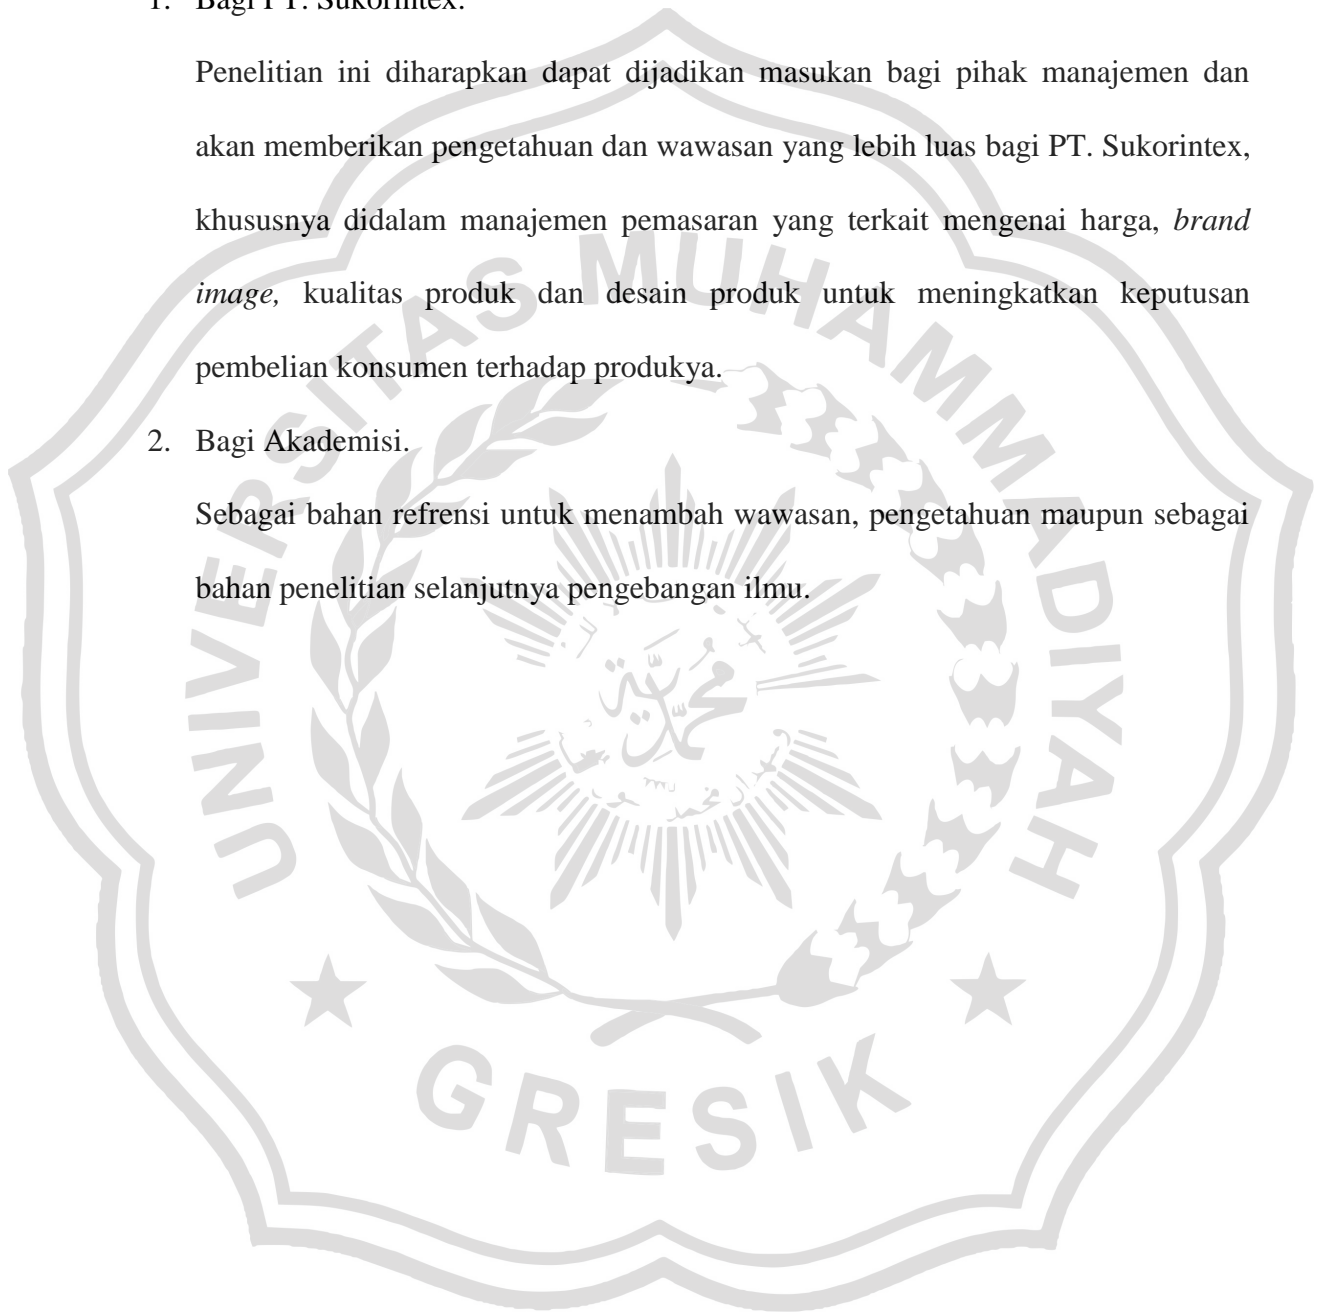 1. Bagi PT. Sukorintex.
Penelitian ini diharapkan dapat dijadikan masukan bagi pihak manajemen dan
akan memberikan pengetahuan dan wawasan yang lebih luas bagi PT. Sukorintex,
khususnya didalam manajemen pemasaran yang terkait mengenai harga, brand
image, kualitas produk dan desain produk untuk meningkatkan keputusan
pembelian konsumen terhadap produkya.
2. Bagi Akademisi.
Sebagai bahan refrensi untuk menambah wawasan, pengetahuan maupun sebagai
bahan penelitian selanjutnya pengebangan ilmu.
UNIVERSITAS MUHAMMADIYAH
GRESIK